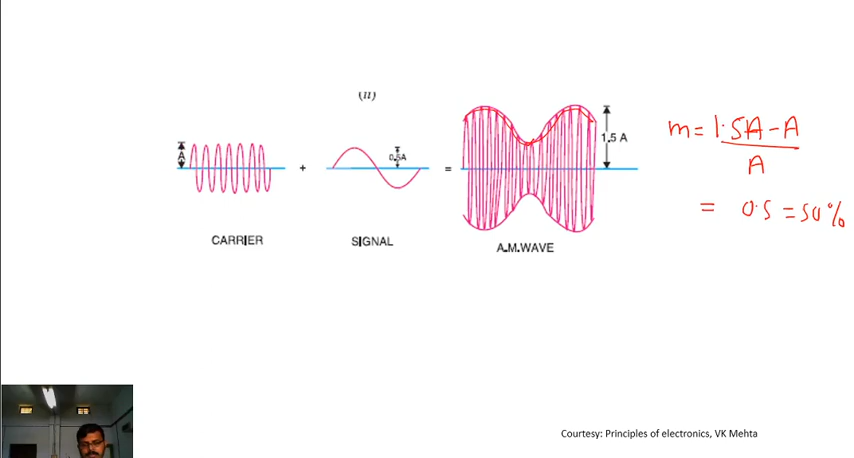 (II)
A
0.5A
1.5 A
+
=
CARRIER
SIGNAL
A.M.WAVE
m = 1.5A - A
A
= 0.5 = 50%
Courtesy: Principles of electronics, VK Mehta